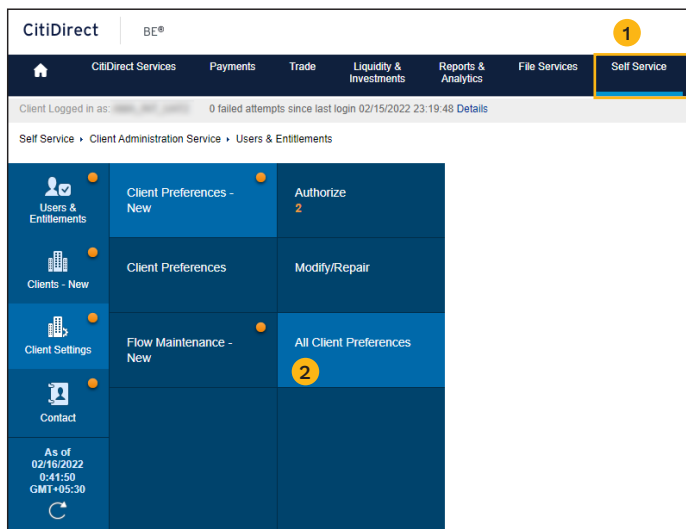 CitiDirect BE®
1
CitiDirect Services Payments Trade Liquidity & Investments Reports & Analytics File Services Self Service
Client Logged in as: 0 failed attempts since last login 02/15/2022 23:19:48 Details
Self Service ▸ Client Administration Service ▸ Users & Entitlements
Users &
Entitlements
Clients - New
Client Settings
Contact
As of
02/16/2022
0:41:50
GMT+05:30
Client Preferences -
New
Client Preferences
Flow Maintenance -
New
Authorize
2
Modify/Repair
All Client Preferences
2